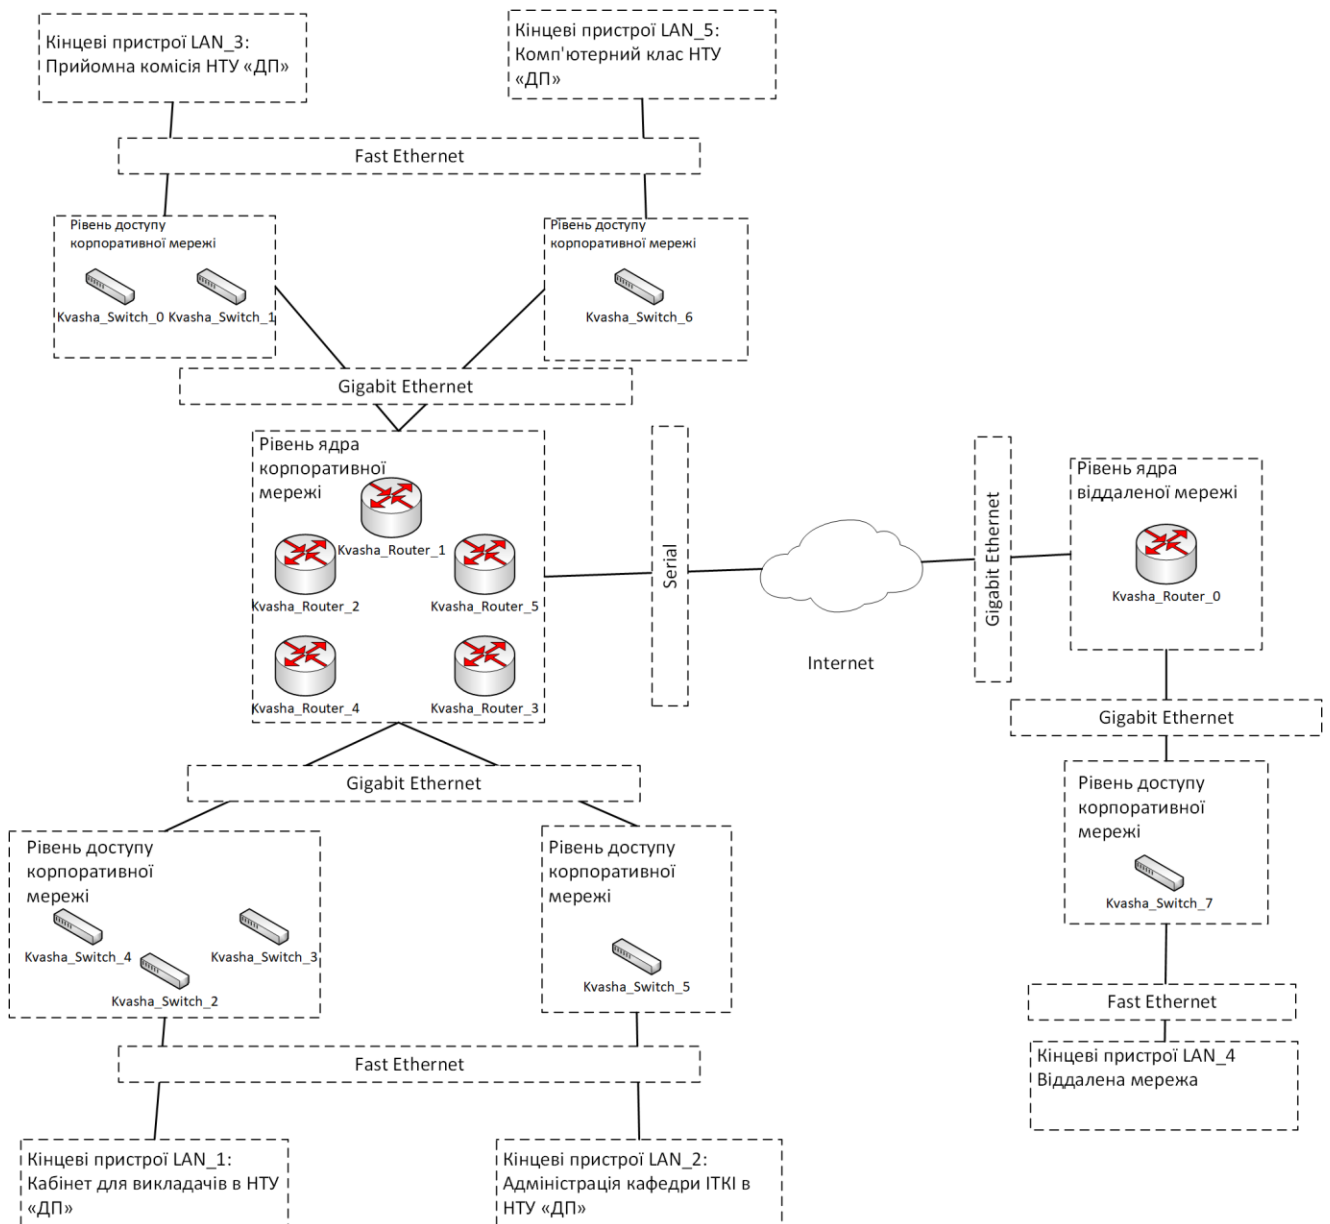 Кінцеві пристрої LAN_3:
Прийомна комісія НТУ «ДП»
Кінцеві пристрої LAN_5:
Комп'ютерний клас НТУ
«ДП»
Fast Ethernet
Рівень доступу
корпоративної мережі
Kvasha_Switch_0
Kvasha_Switch_1
Рівень доступу
корпоративної мережі
Kvasha_Switch_6
Gigabit Ethernet
Рівень ядра
корпоративної
мережі
Kvasha_Router_1
Kvasha_Router_2
Kvasha_Router_5
Kvasha_Router_4
Kvasha_Router_3
Serial
Internet
Gigabit Ethernet
Рівень ядра
віддаленої мережі
Kvasha_Router_0
Gigabit Ethernet
Рівень доступу
корпоративної
мережі
Kvasha_Switch_7
Fast Ethernet
Кінцеві пристрої LAN_4
Віддалена мережа
Gigabit Ethernet
Рівень доступу
корпоративної
мережі
Kvasha_Switch_4
Kvasha_Switch_3
Kvasha_Switch_2
Рівень доступу
корпоративної
мережі
Kvasha_Switch_5
Fast Ethernet
Кінцеві пристрої LAN_1:
Кабінет для викладачів в НТУ
«ДП»
Кінцеві пристрої LAN_2:
Адміністрація кафедри ІТКІ в
НТУ «ДП»